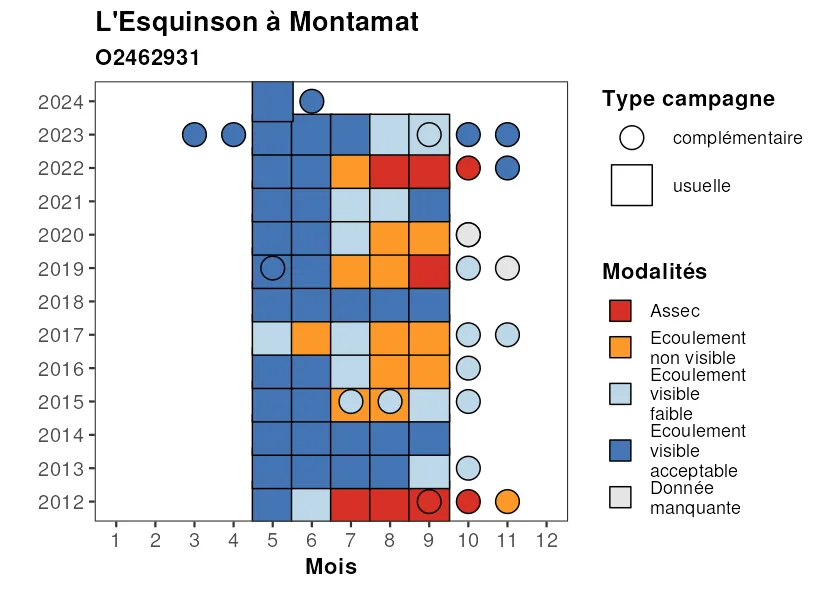 L'Esquinson à Montamat
O2462931
2024
2023
2022
2021
2020
2019
2018
2017
2016
2015
2014
2013
2012
1 2 3 4 5 6 7 8 9 10 11 12
Mois
Type campagne
complémentaire
usuelle
Modalités
Assec
Ecoulement
non visible
Ecoulement
visible
faible
Ecoulement
visible
acceptable
Donnée
manquante